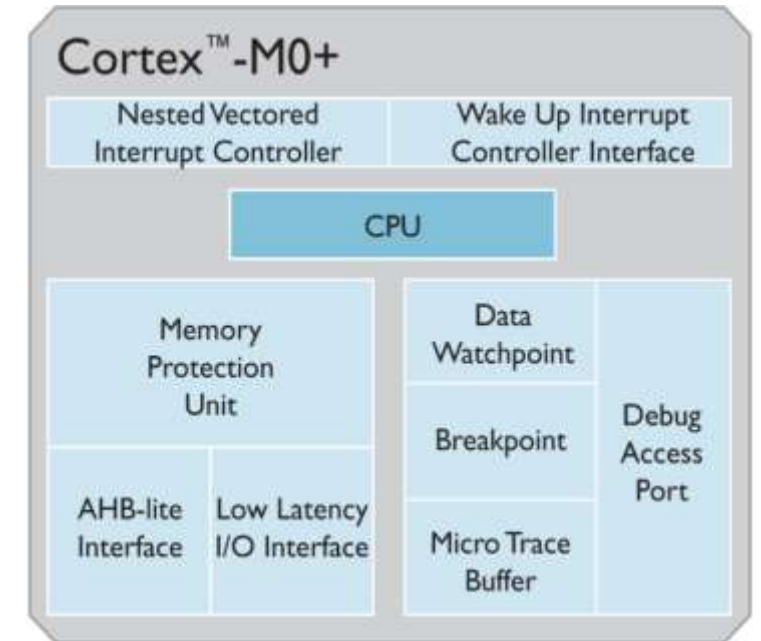 Cortex™-M0+
Nested Vectored
Interrupt Controller
Wake Up Interrupt
Controller Interface
CPU
Memory
Protection
Unit
AHB-lite
Interface
Low Latency
I/O Interface
Data
Watchpoint
Breakpoint
Micro Trace
Buffer
Debug
Access
Port